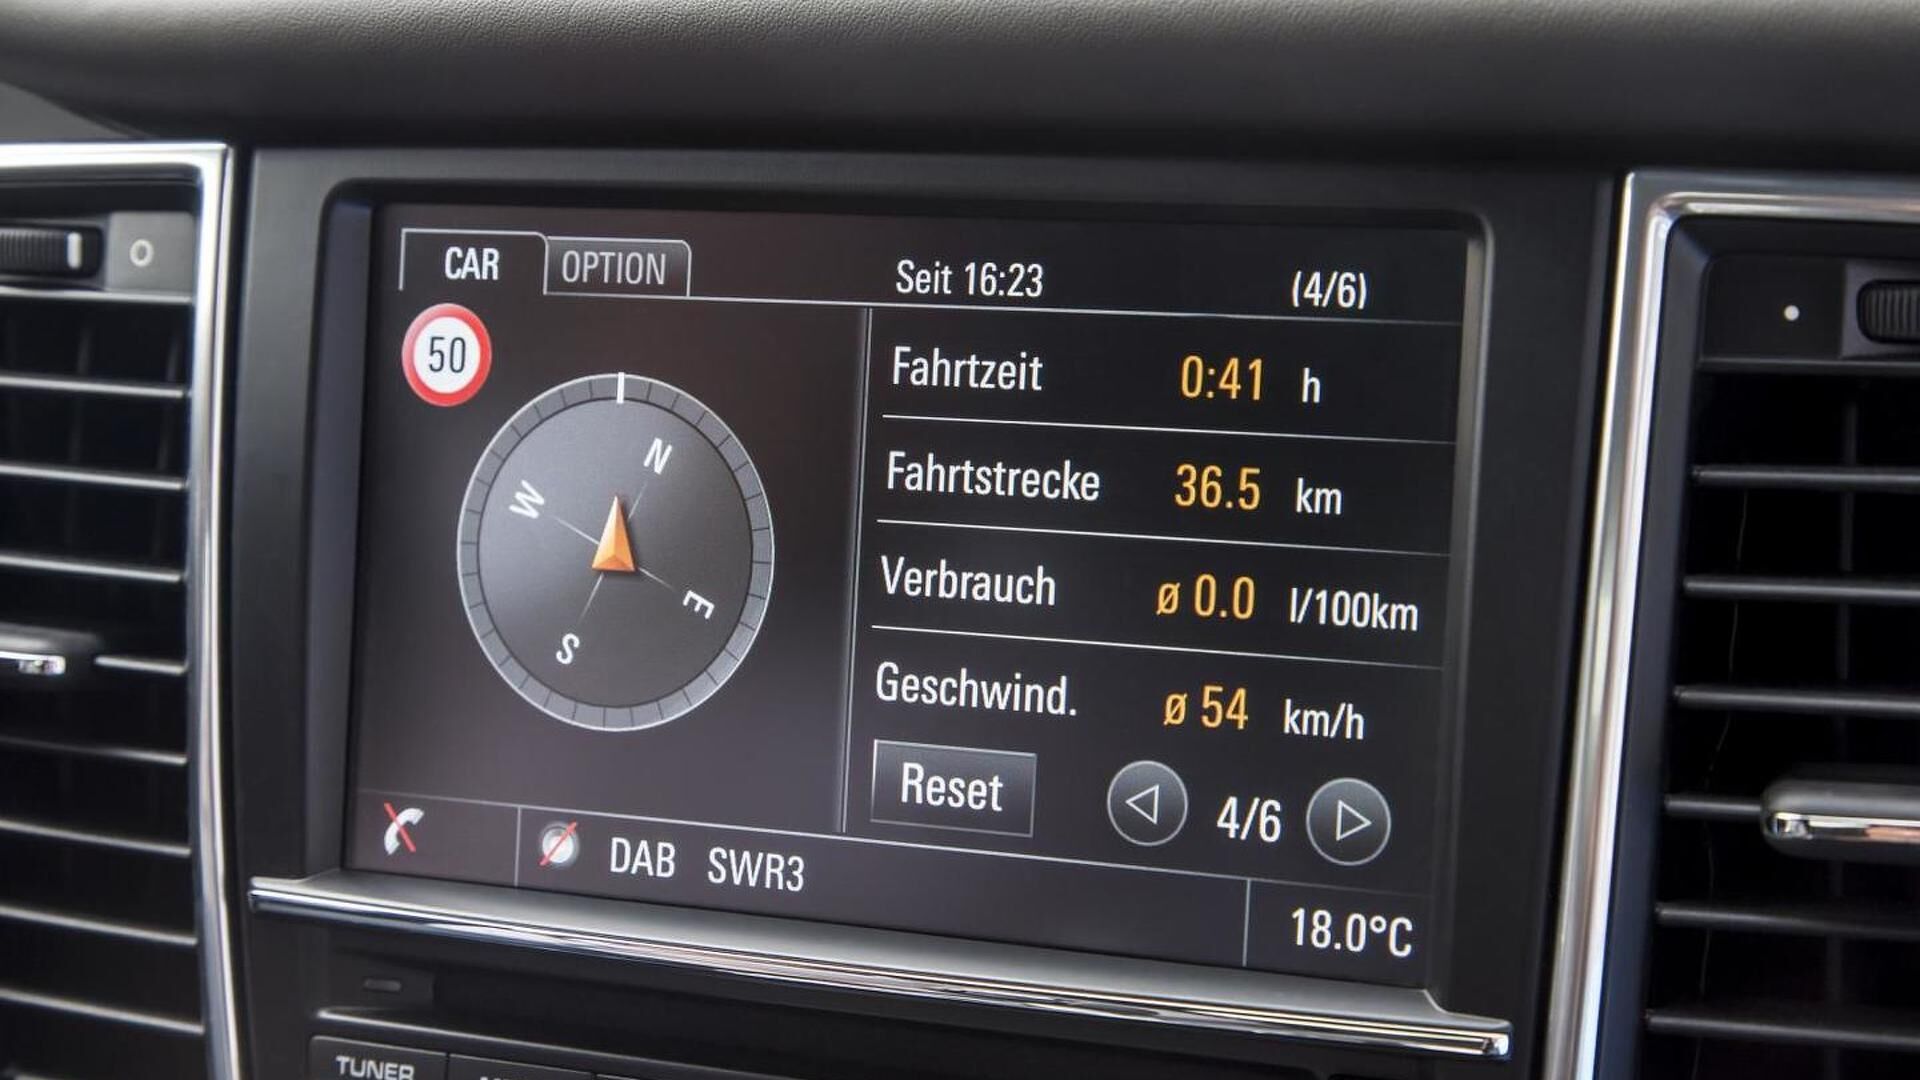 CAR OPTION Seit 16:23 (4/6)
50
Fahrtzeit 0:41 h
Fahrtstrecke 36.5 km
Verbrauch ø 0.0 l/100km
Geschwind. ø 54 km/h
N
W
E
S
Reset 4/6
DAB SWR3
18.0°C
TUNER